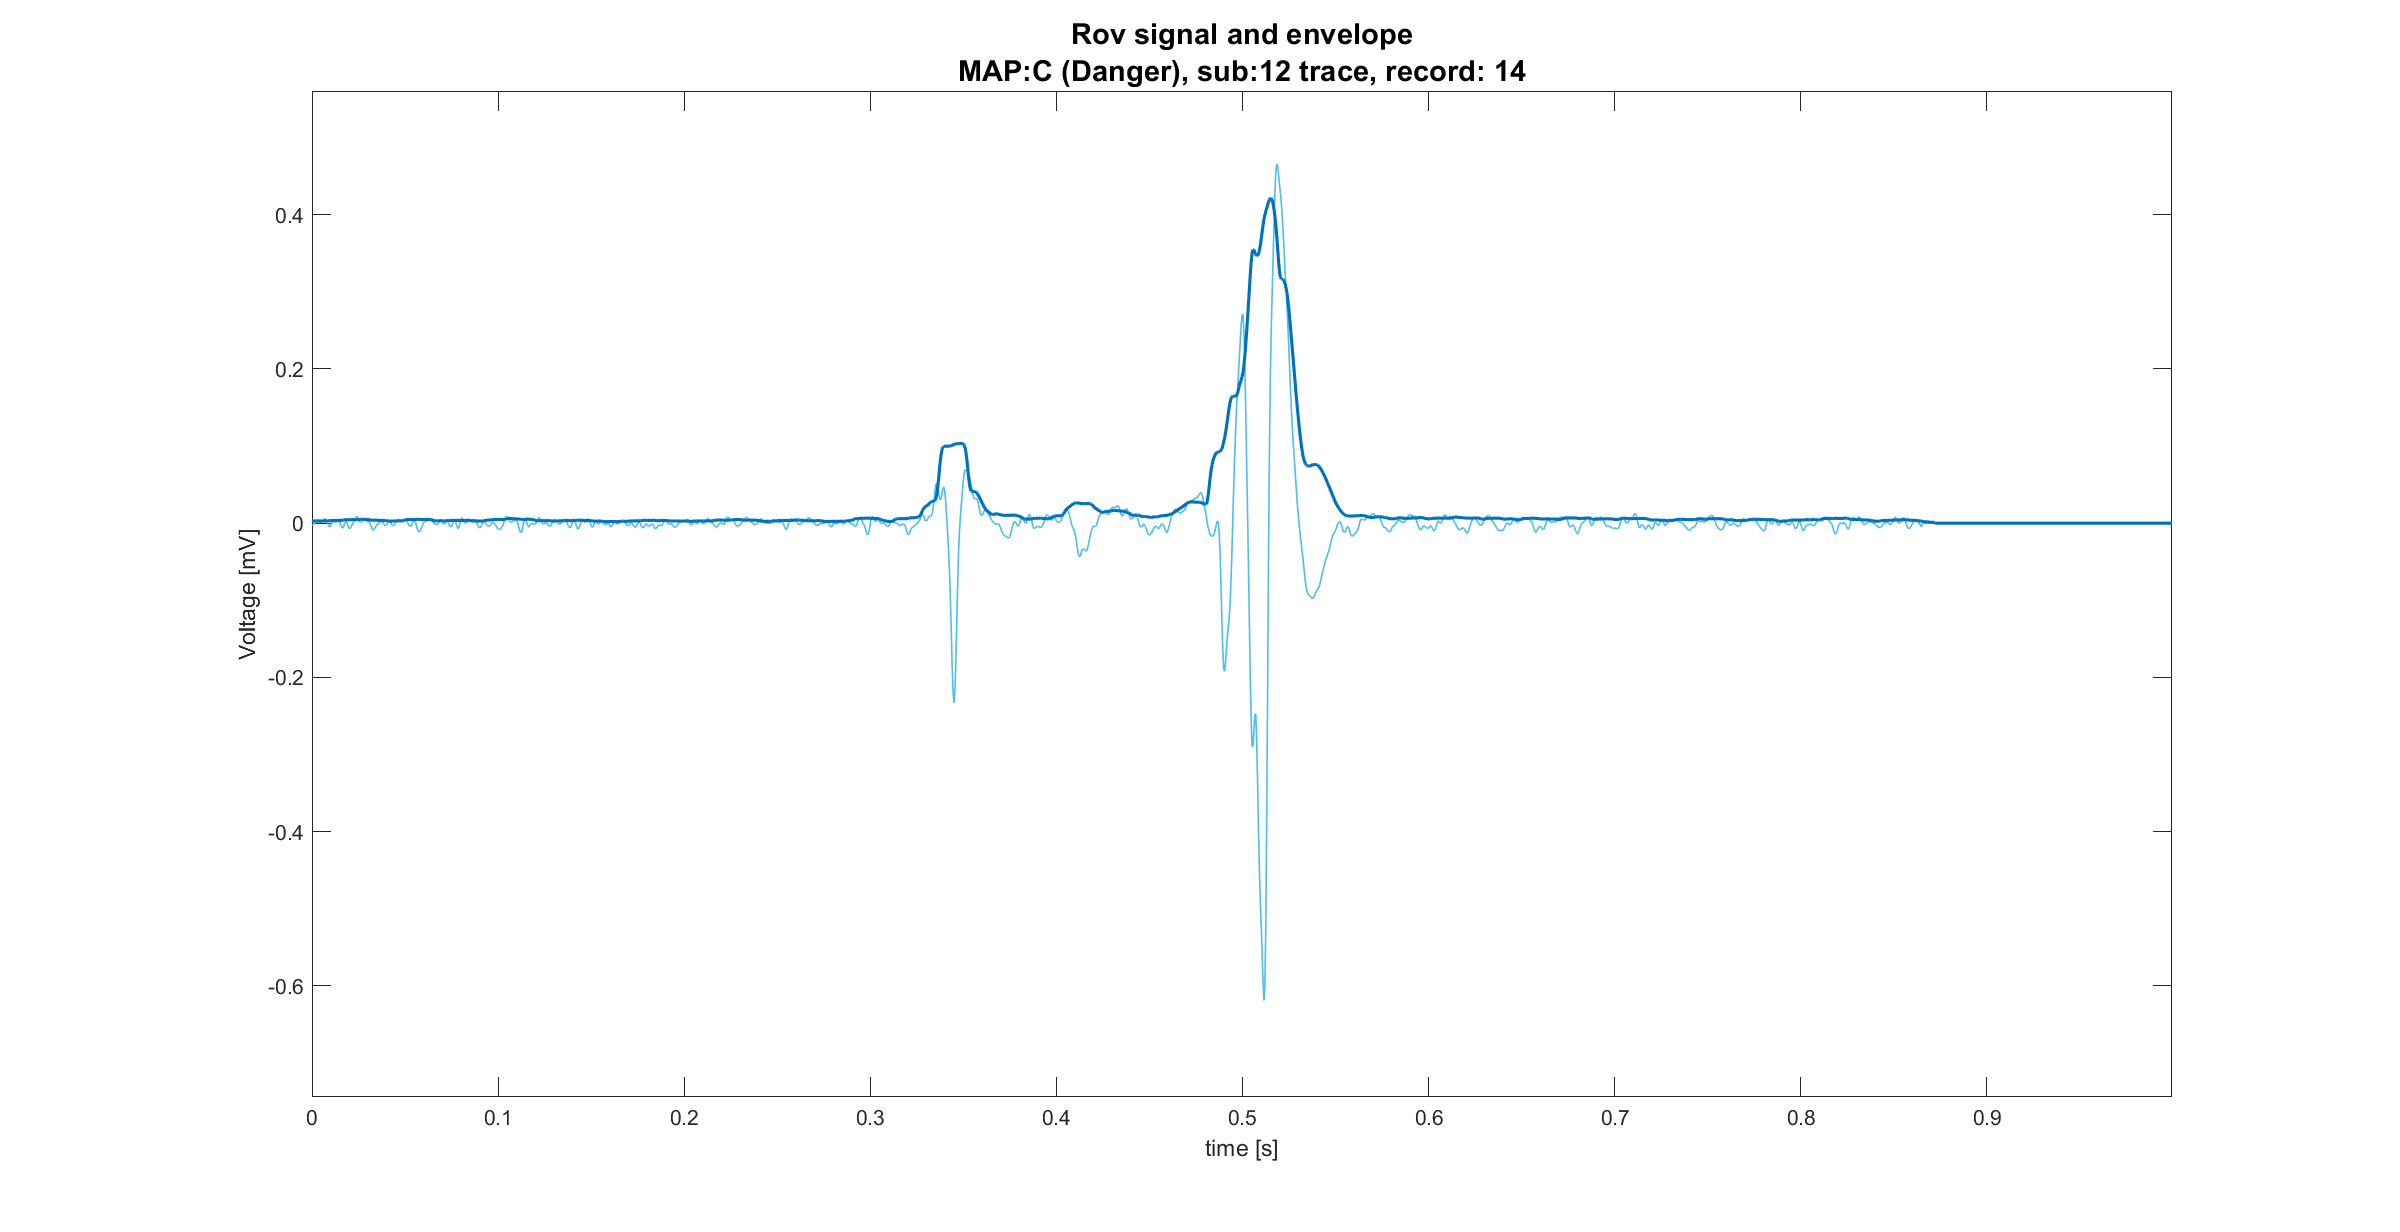 Rov signal and envelope
MAP:C (Danger), sub:12 trace, record: 14
0.4
0.2
0
-0.2
-0.4
-0.6
Voltage [mV]
0 0.1 0.2 0.3 0.4 0.5 0.6 0.7 0.8 0.9
time [s]